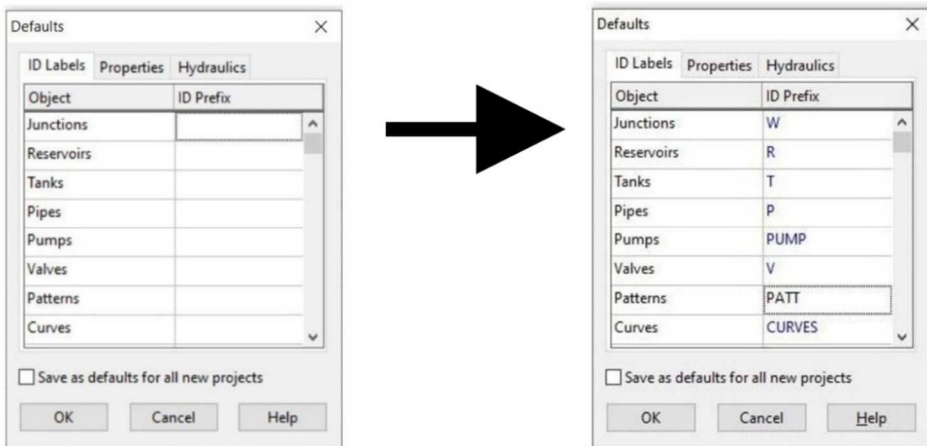 Defaults
ID Labels Properties Hydraulics
Object ID Prefix
Junctions
Reservoirs
Tanks
Pipes
Pumps
Valves
Patterns
Curves
Save as defaults for all new projects
OK Cancel Help
Defaults
ID Labels Properties Hydraulics
Object ID Prefix
Junctions W
Reservoirs R
Tanks T
Pipes P
Pumps PUMP
Valves V
Patterns PATT
Curves CURVES
Save as defaults for all new projects
OK Cancel Help